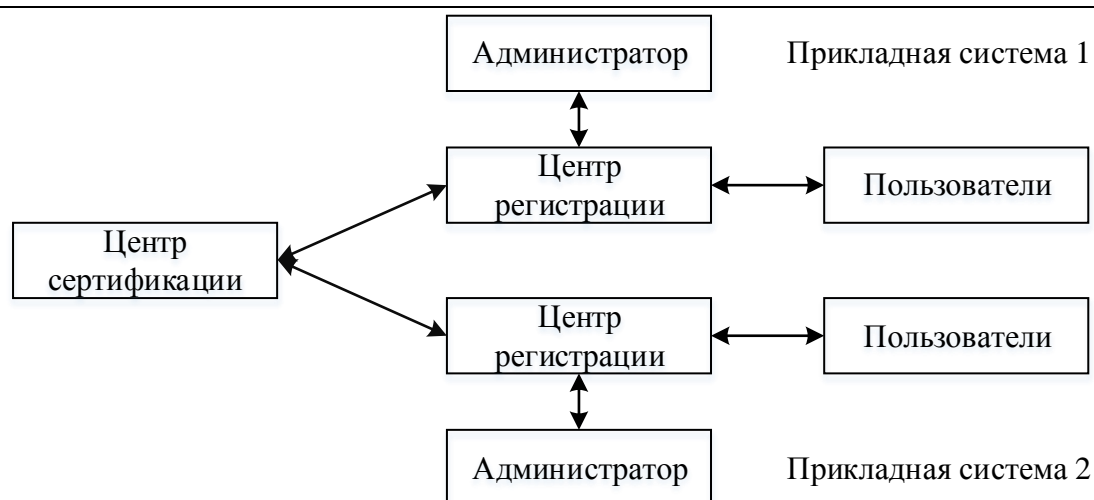 Администратор
Прикладная система 1
Центр
регистрации
Пользователи
Центр
сертификации
Центр
регистрации
Пользователи
Администратор
Прикладная система 2